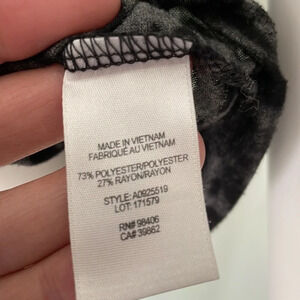 MADE IN VIETNAM
FABRIQUÉ AU VIETNAM
73% POLYESTER/POLYESTER
27% RAYON/RAYON
STYLE: A0925519
LOT: 171579
RN# 98406
CA# 39862